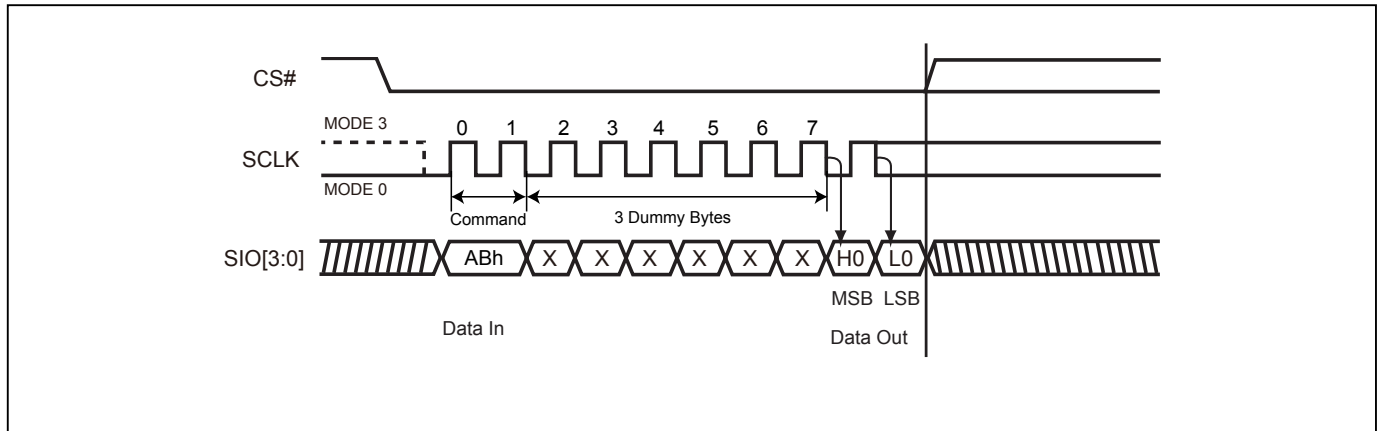 CS#
MODE 3
0 1 2 3 4 5 6 7
SCLK
MODE 0
Command 3 Dummy Bytes
SIO[3:0] ABh X X X X X X H0 L0
MSB LSB
Data In Data Out